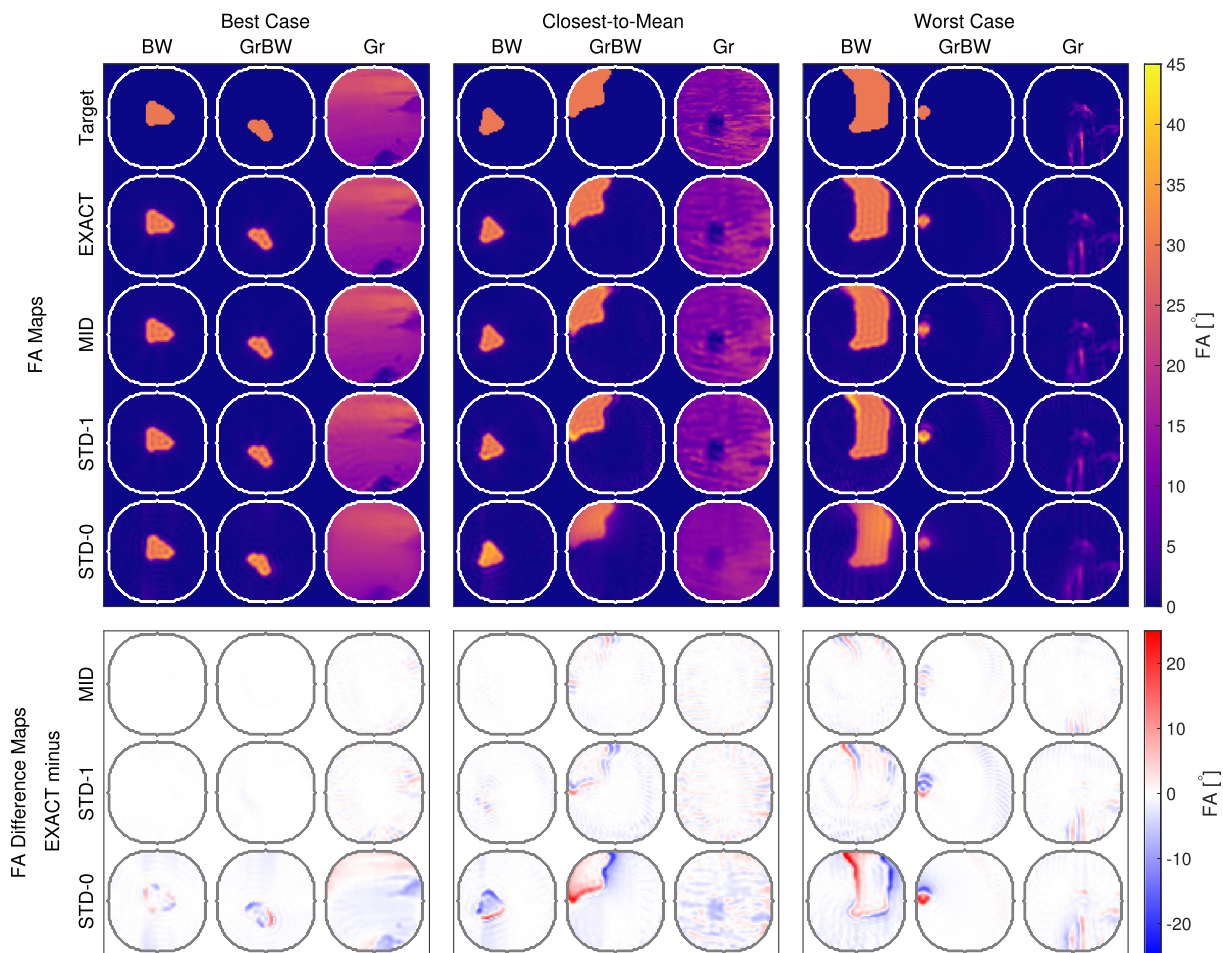 Best Case Closest-to-Mean Worst Case
BW GrBW Gr BW GrBW Gr BW GrBW Gr
FA Maps
Target
EXACT
MID
STD-1
STD-0
45
40
35
30
25
20
15
10
5
0
FA [°]
FA Difference Maps
EXACT minus
MID
STD-1
STD-0
20
10
0
-10
-20
FA [°]